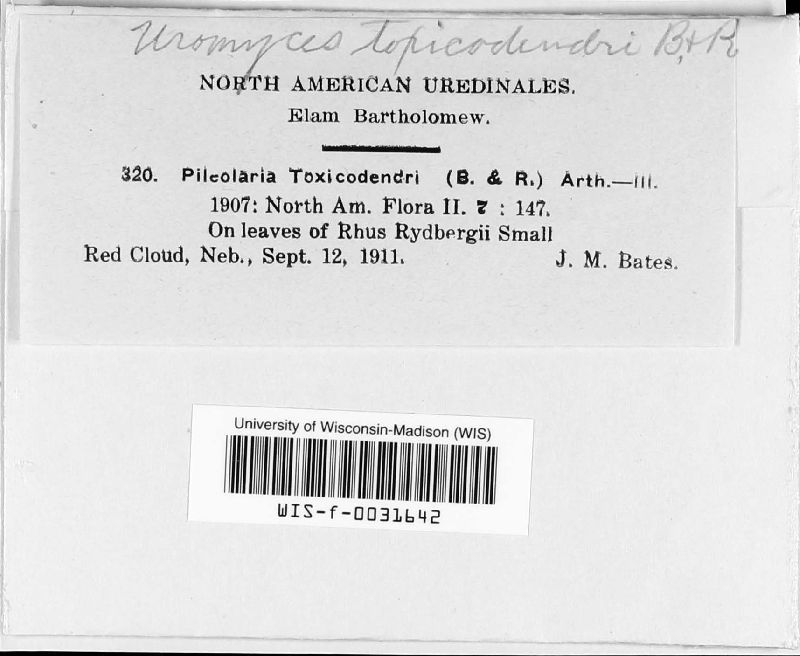 Uromyces topicodendri B & R
NORTH AMERICAN UREDINALES.
Elam Bartholomew.
320. Pileolaria Toxicodendri (B. & R.) Arth.—III.
1907: North Am. Flora II. 7 : 147.
On leaves of Rhus Rydbergii Small
Red Cloud, Neb., Sept. 12, 1911. J. M. Bates.
University of Wisconsin-Madison (WIS)
WIS-f-0031642